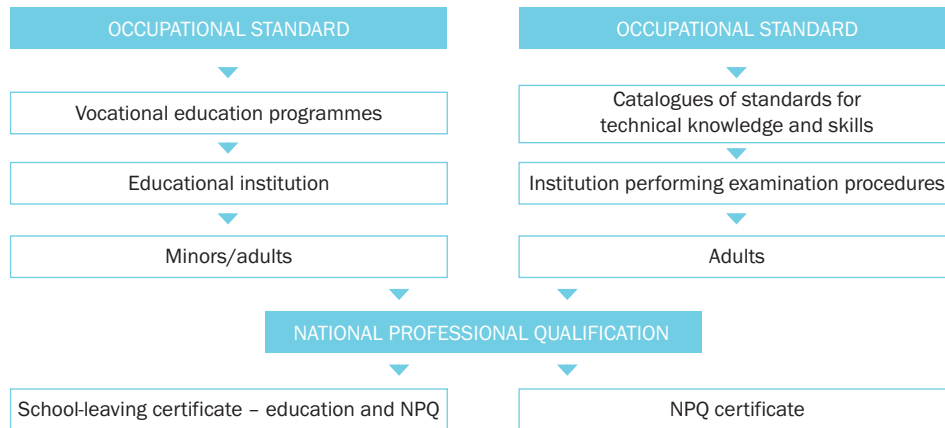 OCCUPATIONAL STANDARD
OCCUPATIONAL STANDARD
Vocational education programmes
Catalogues of standards for
technical knowledge and skills
Educational institution
Institution performing examination procedures
Minors/adults
Adults
NATIONAL PROFESSIONAL QUALIFICATION
School-leaving certificate – education and NPQ
NPQ certificate